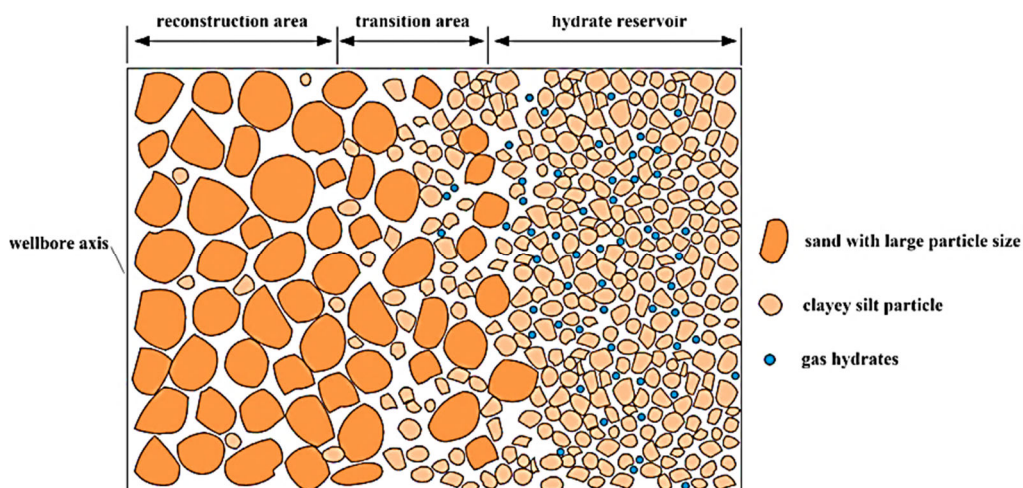 reconstruction area
transition area
hydrate reservoir
wellbore axis
sand with large particle size
clayey silt particle
gas hydrates